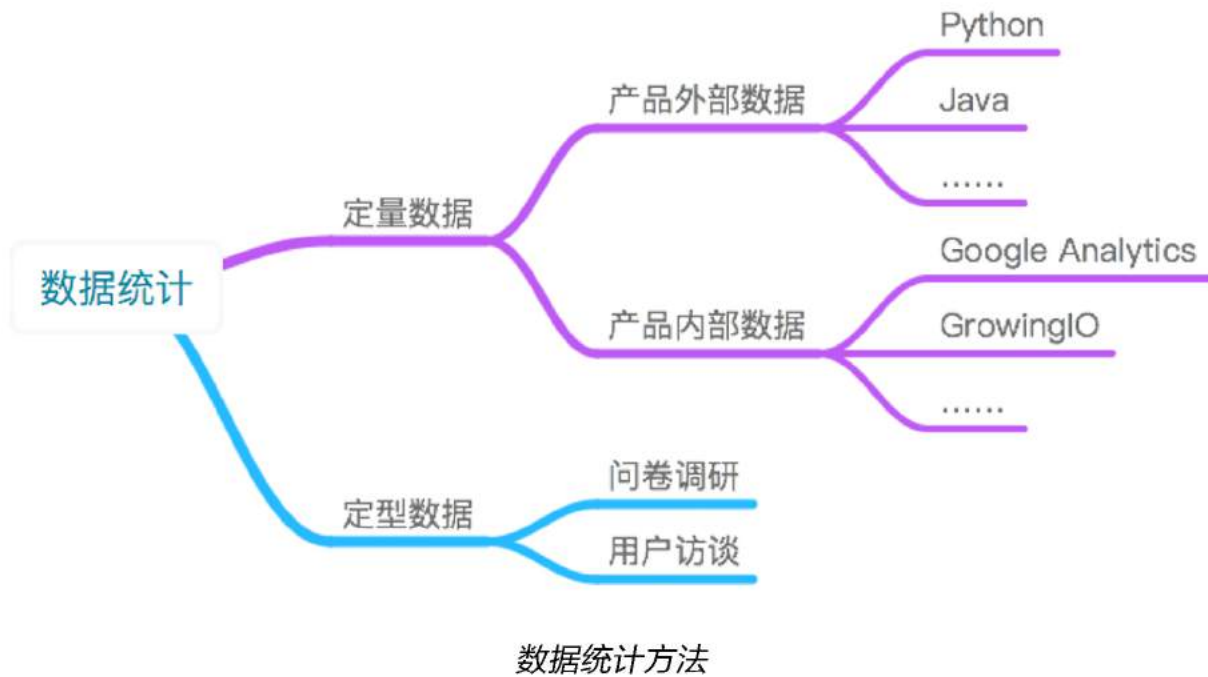 数据统计
定量数据
产品外部数据
Python
Java
......
产品内部数据
Google Analytics
GrowingIO
......
定型数据
问卷调研
用户访谈
数据统计方法